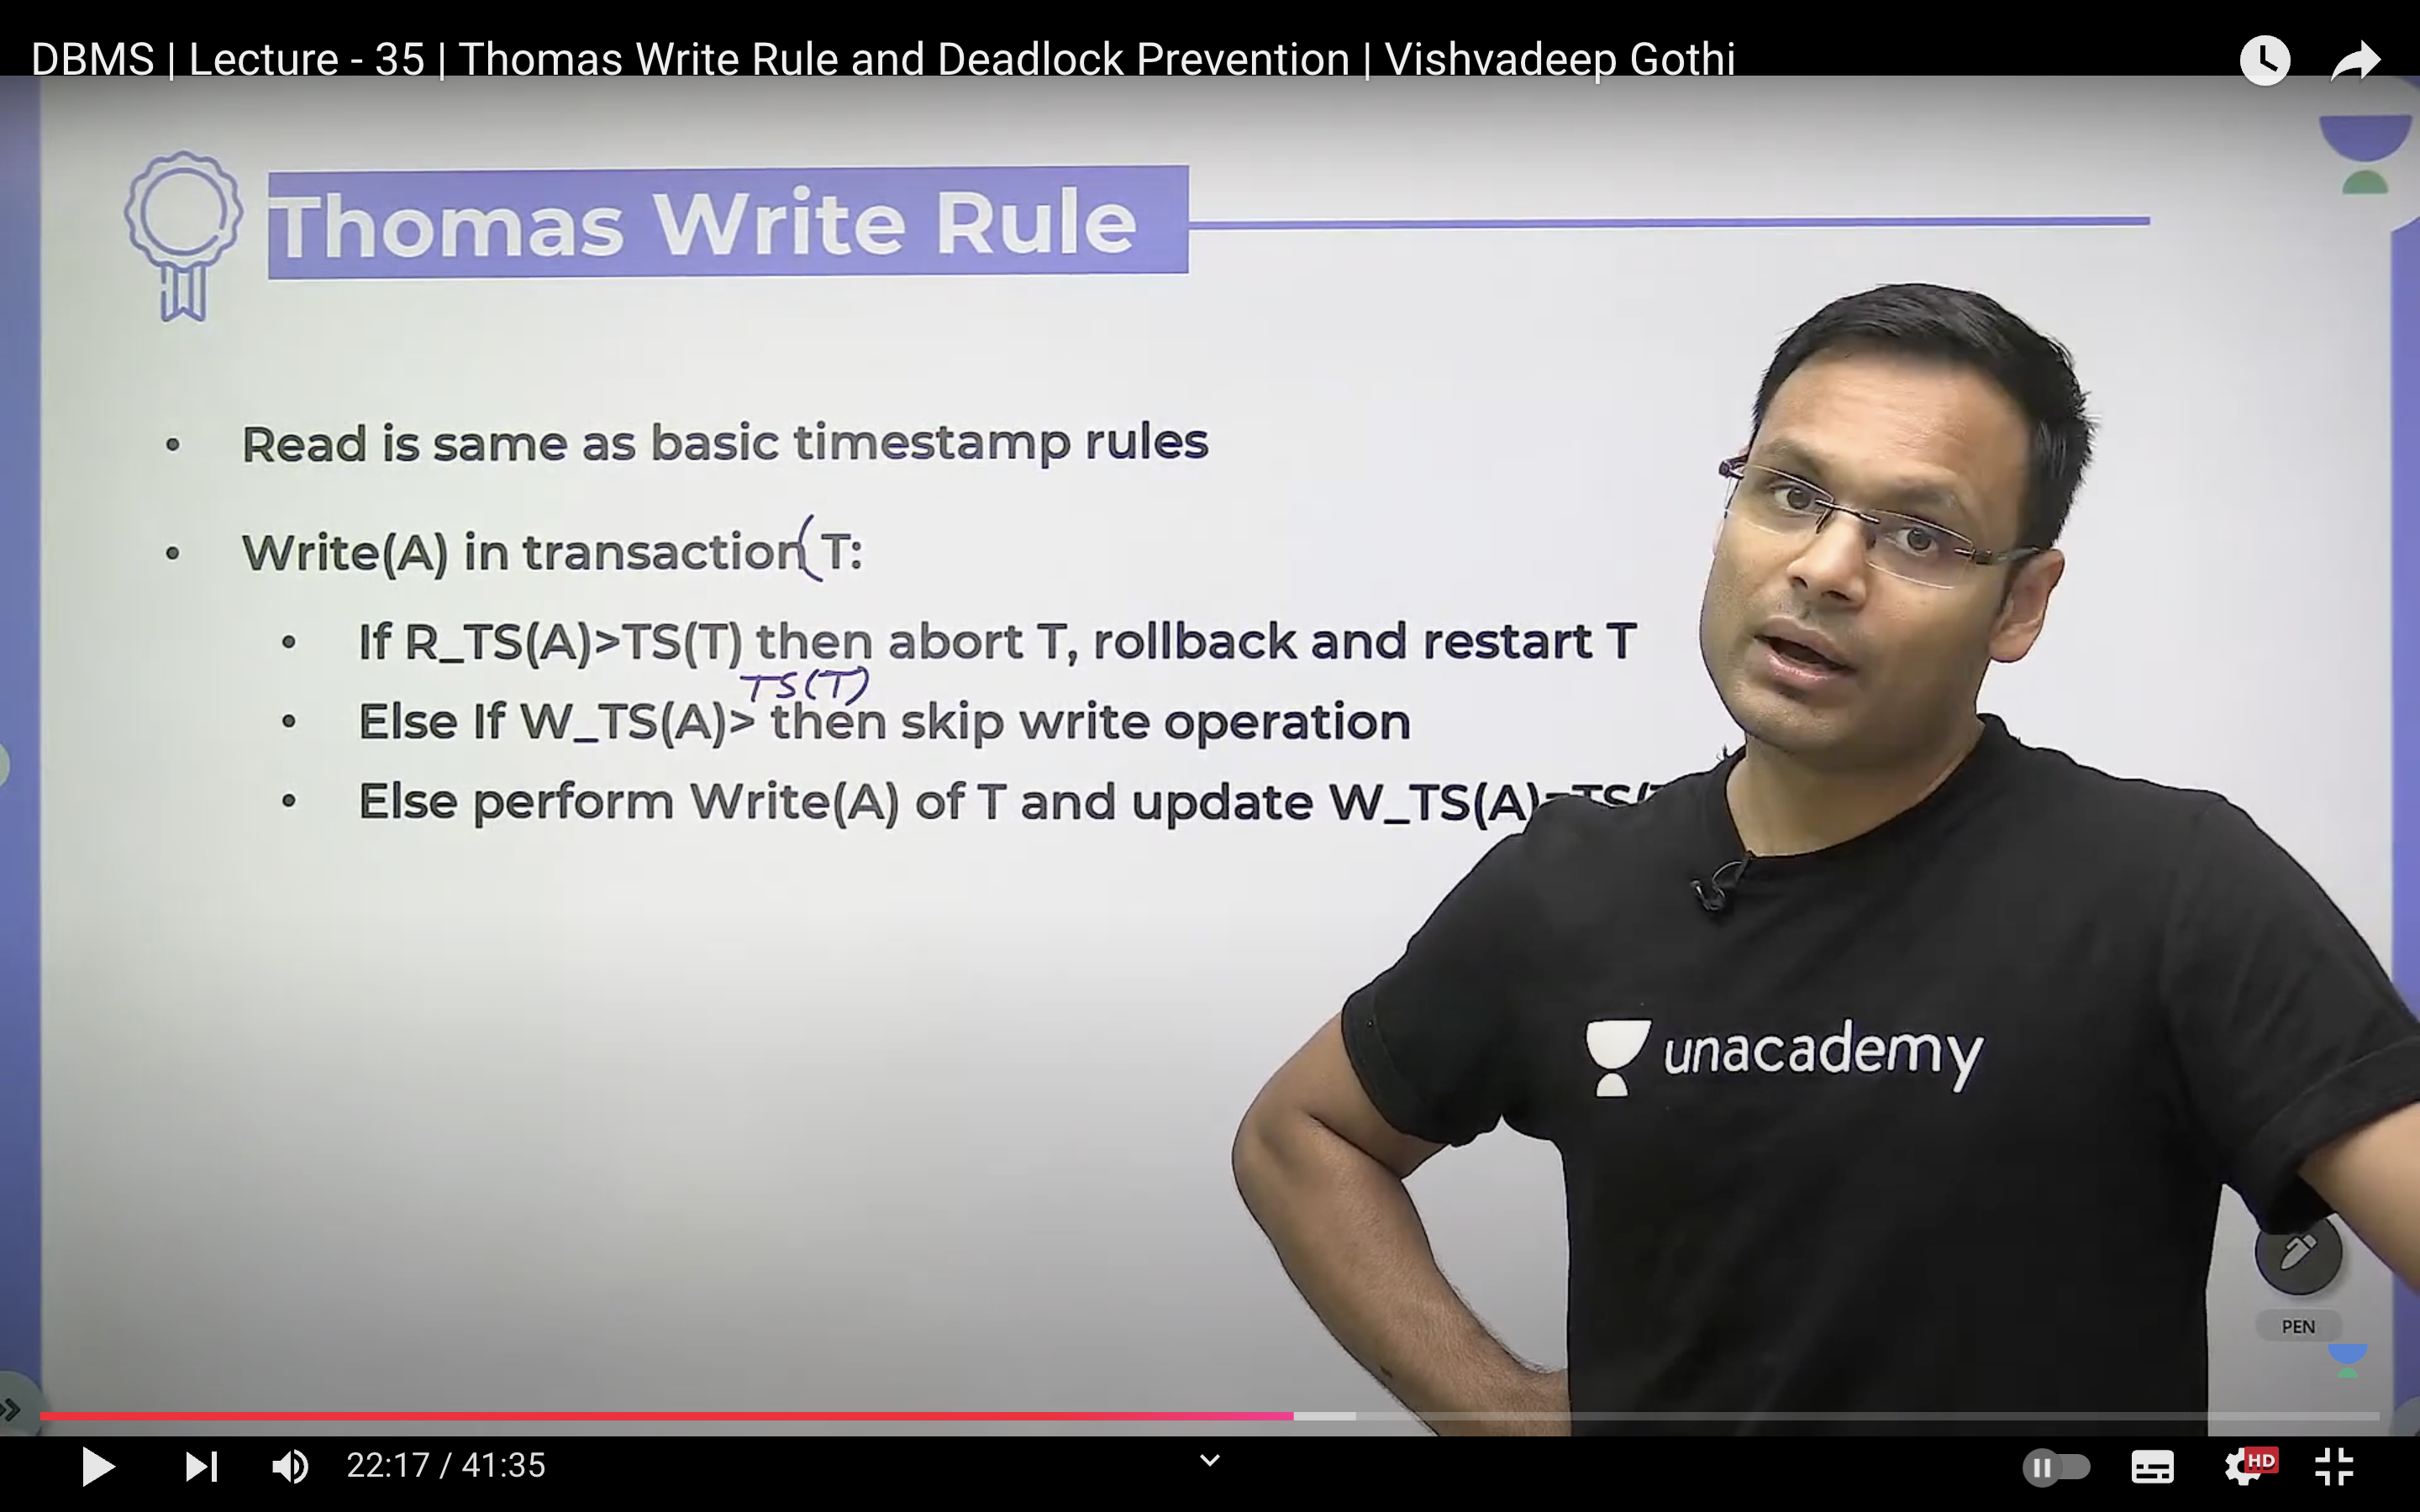 DBMS | Lecture - 35 | Thomas Write Rule and Deadlock Prevention | Vishvadeep Gothi
Thomas Write Rule
• Read is same as basic timestamp rules
• Write(A) in transaction(T:
• If R_TS(A)>TS(T) then abort T, rollback and restart T
TS(T)
• Else If W_TS(A)> then skip write operation
• Else perform Write(A) of T and update W_TS(A)=TS(
unacademy
PEN
22:17 / 41:35
HD